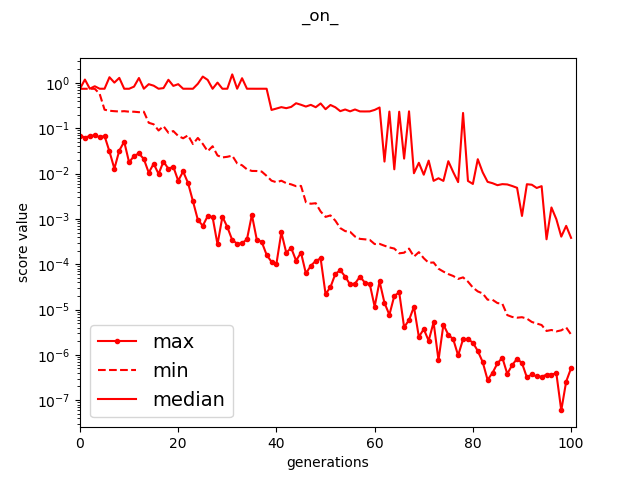 _on_
score value
10⁰
10⁻¹
10⁻²
10⁻³
10⁻⁴
10⁻⁵
10⁻⁶
10⁻⁷
max
min
median
0 20 40 60 80 100
generations